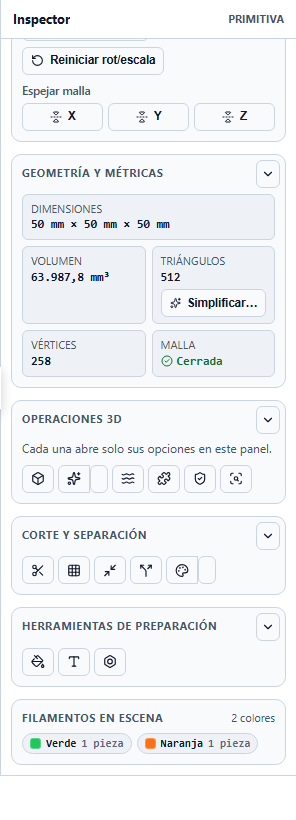 Inspector PRIMITIVA
Reiniciar rot/escala
Espejar malla
X Y Z
GEOMETRÍA Y MÉTRICAS
DIMENSIONES
50 mm × 50 mm × 50 mm
VOLUMEN TRIÁNGULOS
63.987,8 mm³ 512
Simplificar...
VÉRTICES MALLA
258 Cerrada
OPERACIONES 3D
Cada una abre solo sus opciones en este panel.
CORTE Y SEPARACIÓN
HERRAMIENTAS DE PREPARACIÓN
T
FILAMENTOS EN ESCENA 2 colores
Verde 1 pieza Naranja 1 pieza